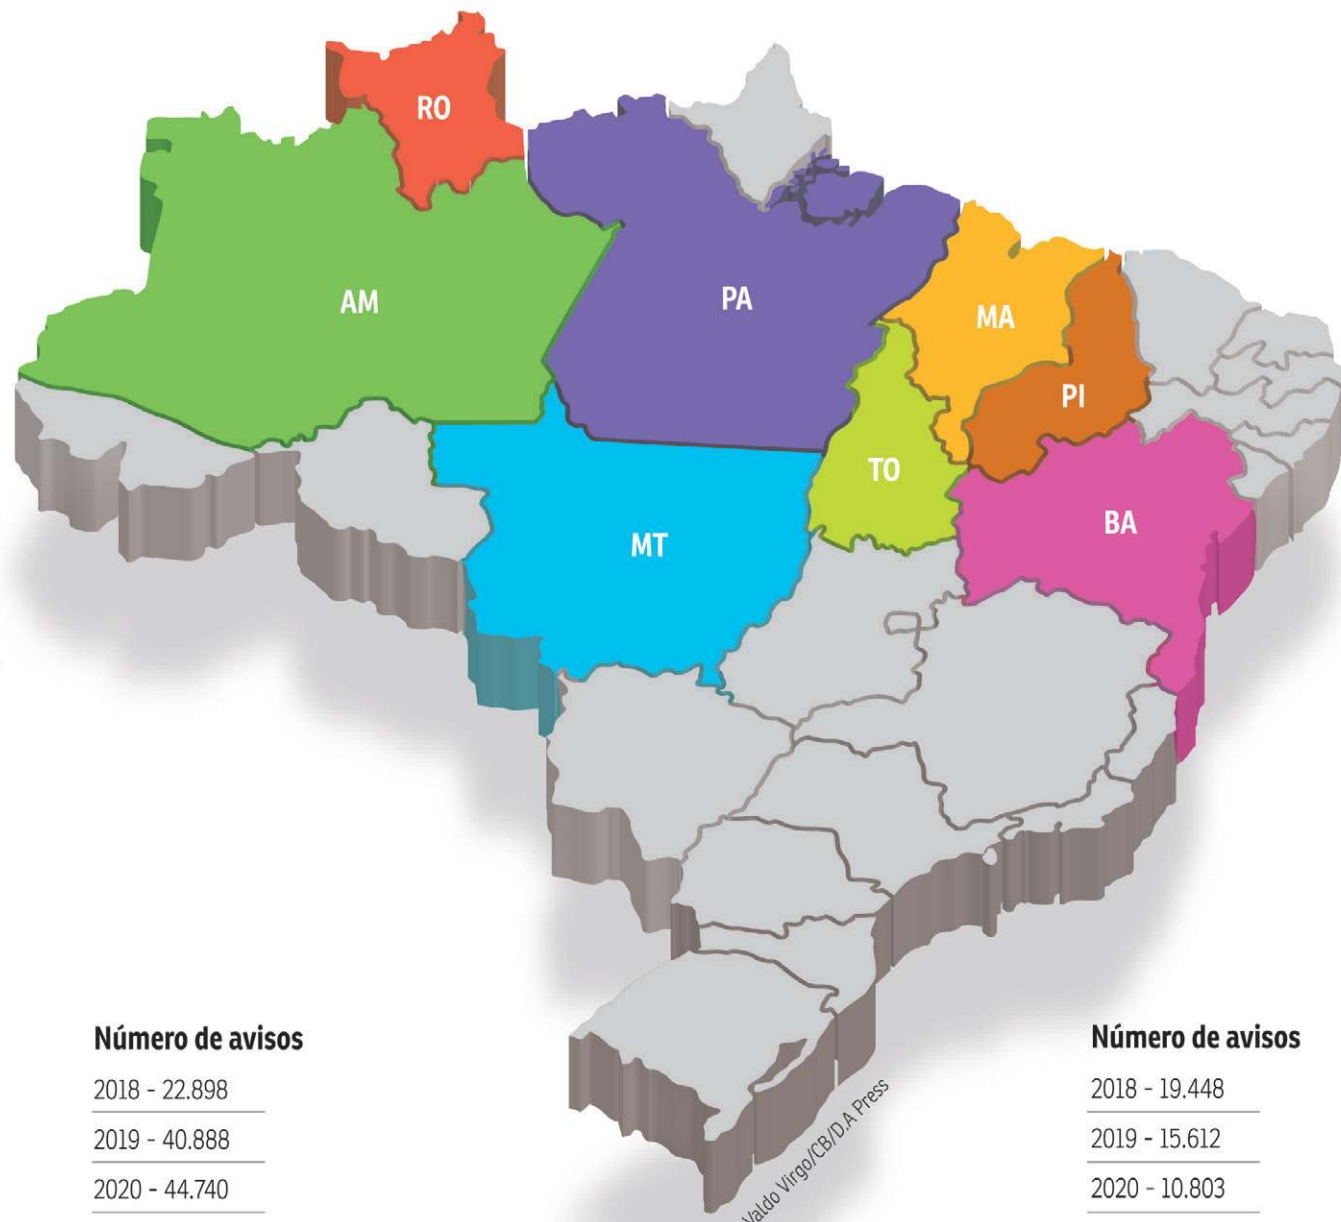 RO
AM
PA
MA
PI
TO
MT
BA
Número de avisos
2018 - 22.898
2019 - 40.888
2020 - 44.740
Valdo Virgo/CB/D.A Press
Número de avisos
2018 - 19.448
2019 - 15.612
2020 - 10.803